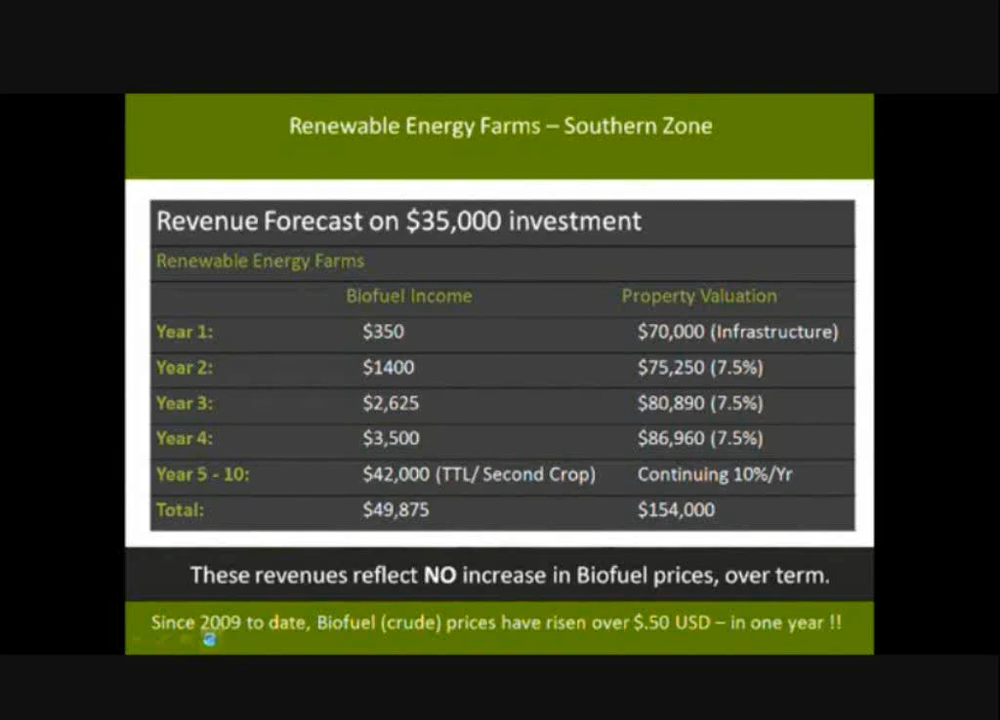 Renewable Energy Farms – Southern Zone
Revenue Forecast on $35,000 investment
Renewable Energy Farms
Biofuel Income Property Valuation
Year 1: $350 $70,000 (Infrastructure)
Year 2: $1400 $75,250 (7.5%)
Year 3: $2,625 $80,890 (7.5%)
Year 4: $3,500 $86,960 (7.5%)
Year 5 - 10: $42,000 (TTL/ Second Crop) Continuing 10%/Yr
Total: $49,875 $154,000
These revenues reflect NO increase in Biofuel prices, over term.
Since 2009 to date, Biofuel (crude) prices have risen over $.50 USD – in one year !!